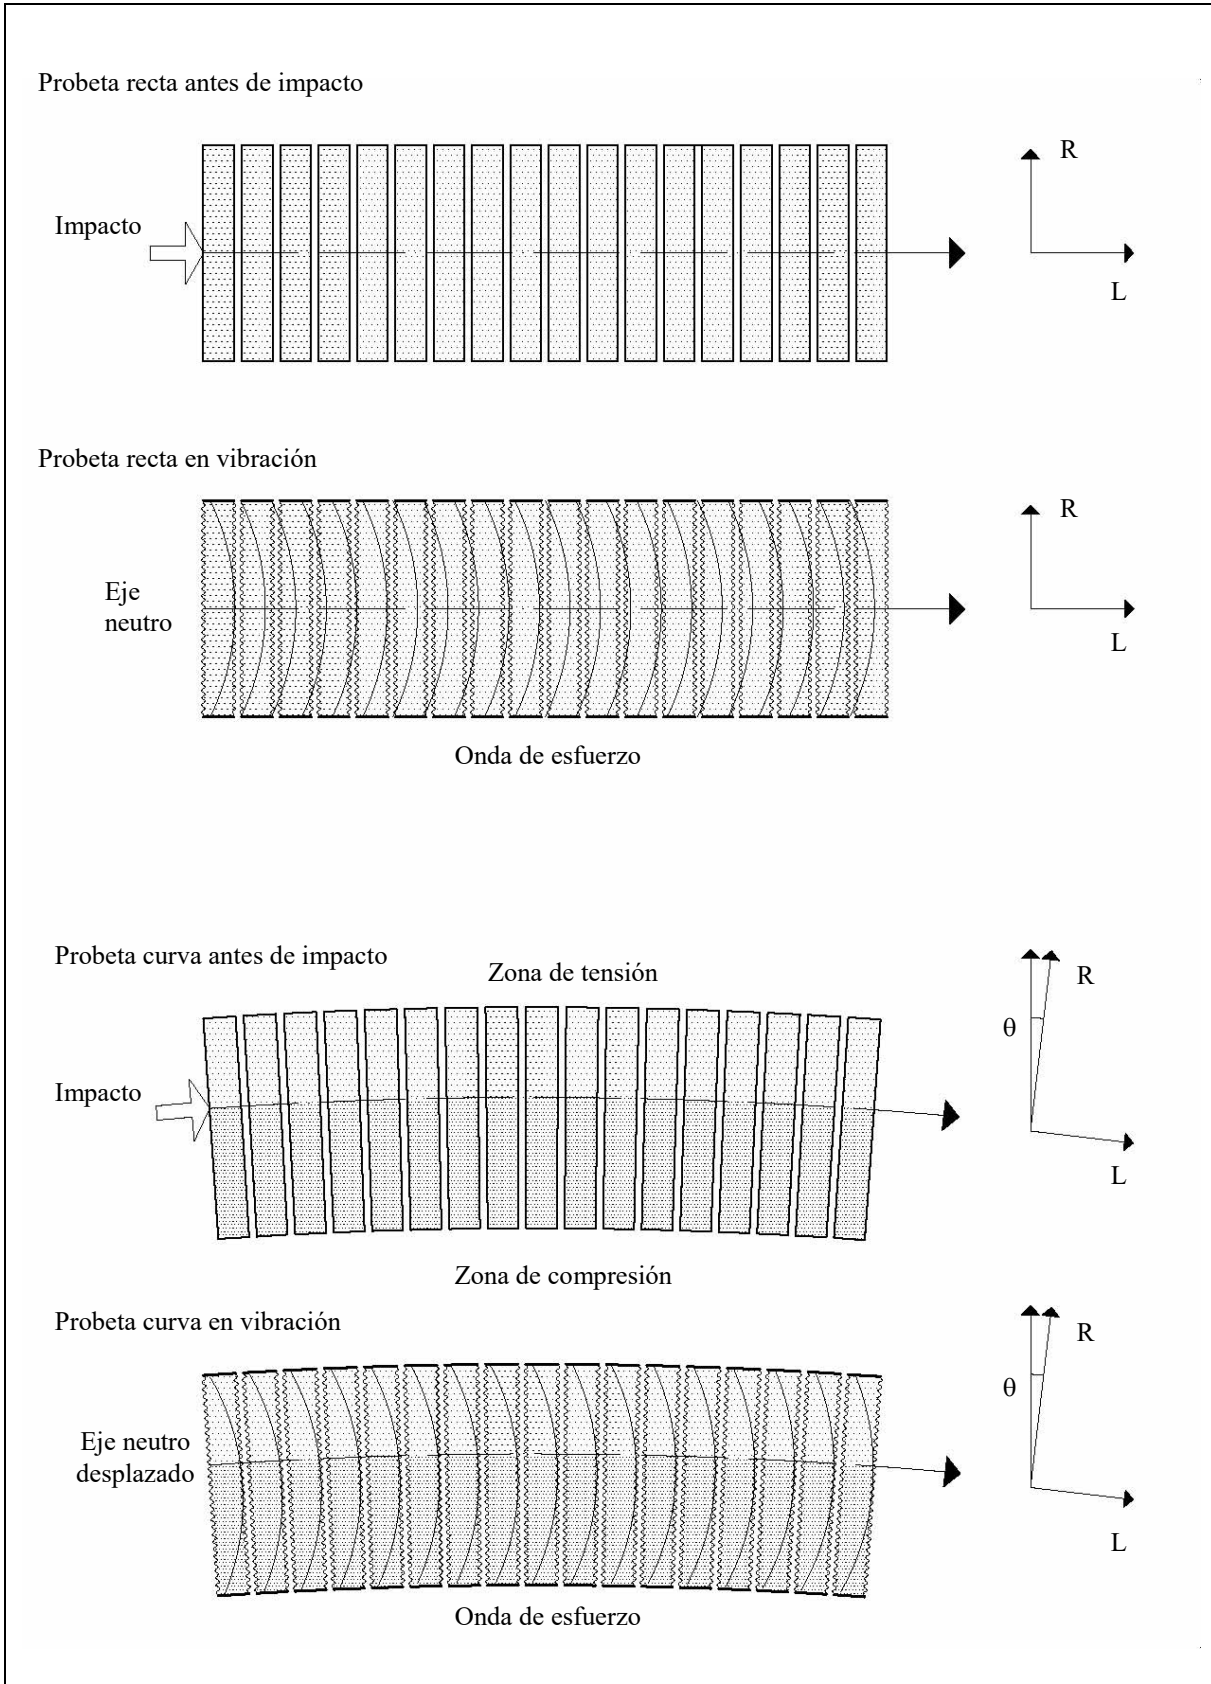 Probeta recta antes de impacto
R
Impacto
L
Probeta recta en vibración
R
Eje
neutro
L
Onda de esfuerzo
Probeta curva antes de impacto
Zona de tensión
R
θ
Impacto
L
Zona de compresión
Probeta curva en vibración
R
θ
Eje neutro
desplazado
L
Onda de esfuerzo